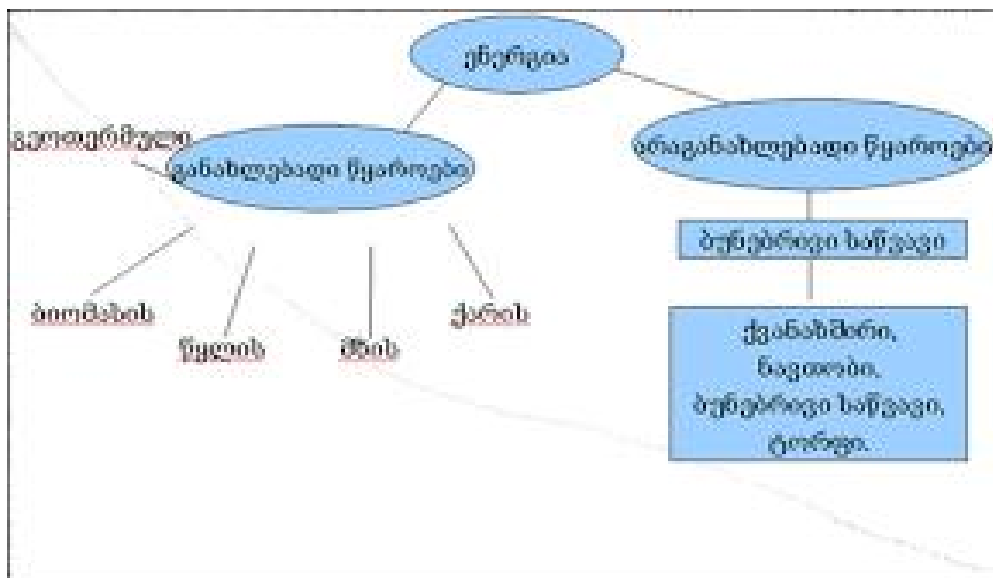 ენერგია
გეოთერმული
განახლებადი წყაროები
არაგანახლებადი წყაროები
ბუნებრივი საწვავი
ბიომასის
წყლის
მზის
ქარის
ქვანახშირი,
ნავთობი,
ბუნებრივი საწვავი,
ტორფი.